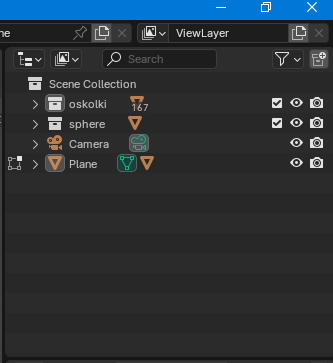 ne
ViewLayer
Search
Scene Collection
oskolki 167
sphere
Camera
Plane